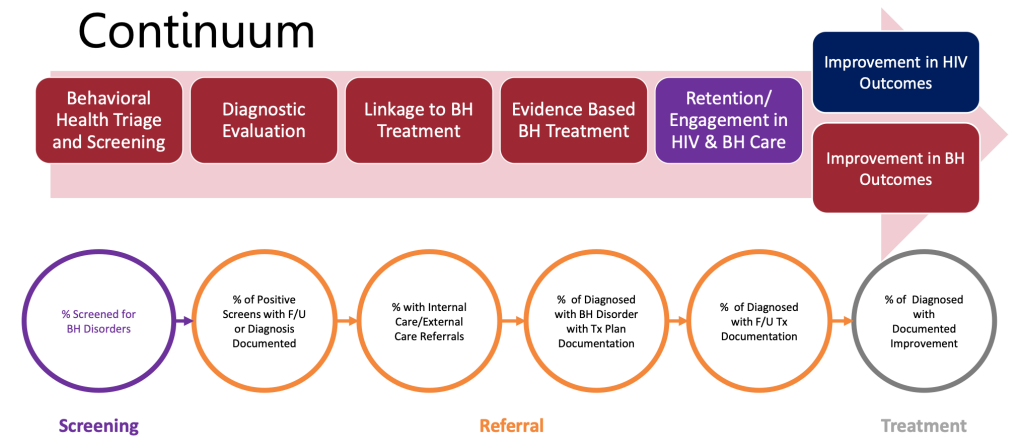 Continuum
Behavioral
Health Triage
and Screening
Diagnostic
Evaluation
Linkage to BH
Treatment
Evidence Based
BH Treatment
Retention/
Engagement in
HIV & BH Care
Improvement in HIV
Outcomes
Improvement in BH
Outcomes
% Screened for
BH Disorders
% of Positive
Screens with F/U
or Diagnosis
Documented
% with Internal
Care/External
Care Referrals
% of Diagnosed
with BH Disorder
with Tx Plan
Documentation
% of Diagnosed
with F/U Tx
Documentation
% of Diagnosed
with
Documented
Improvement
Screening
Referral
Treatment